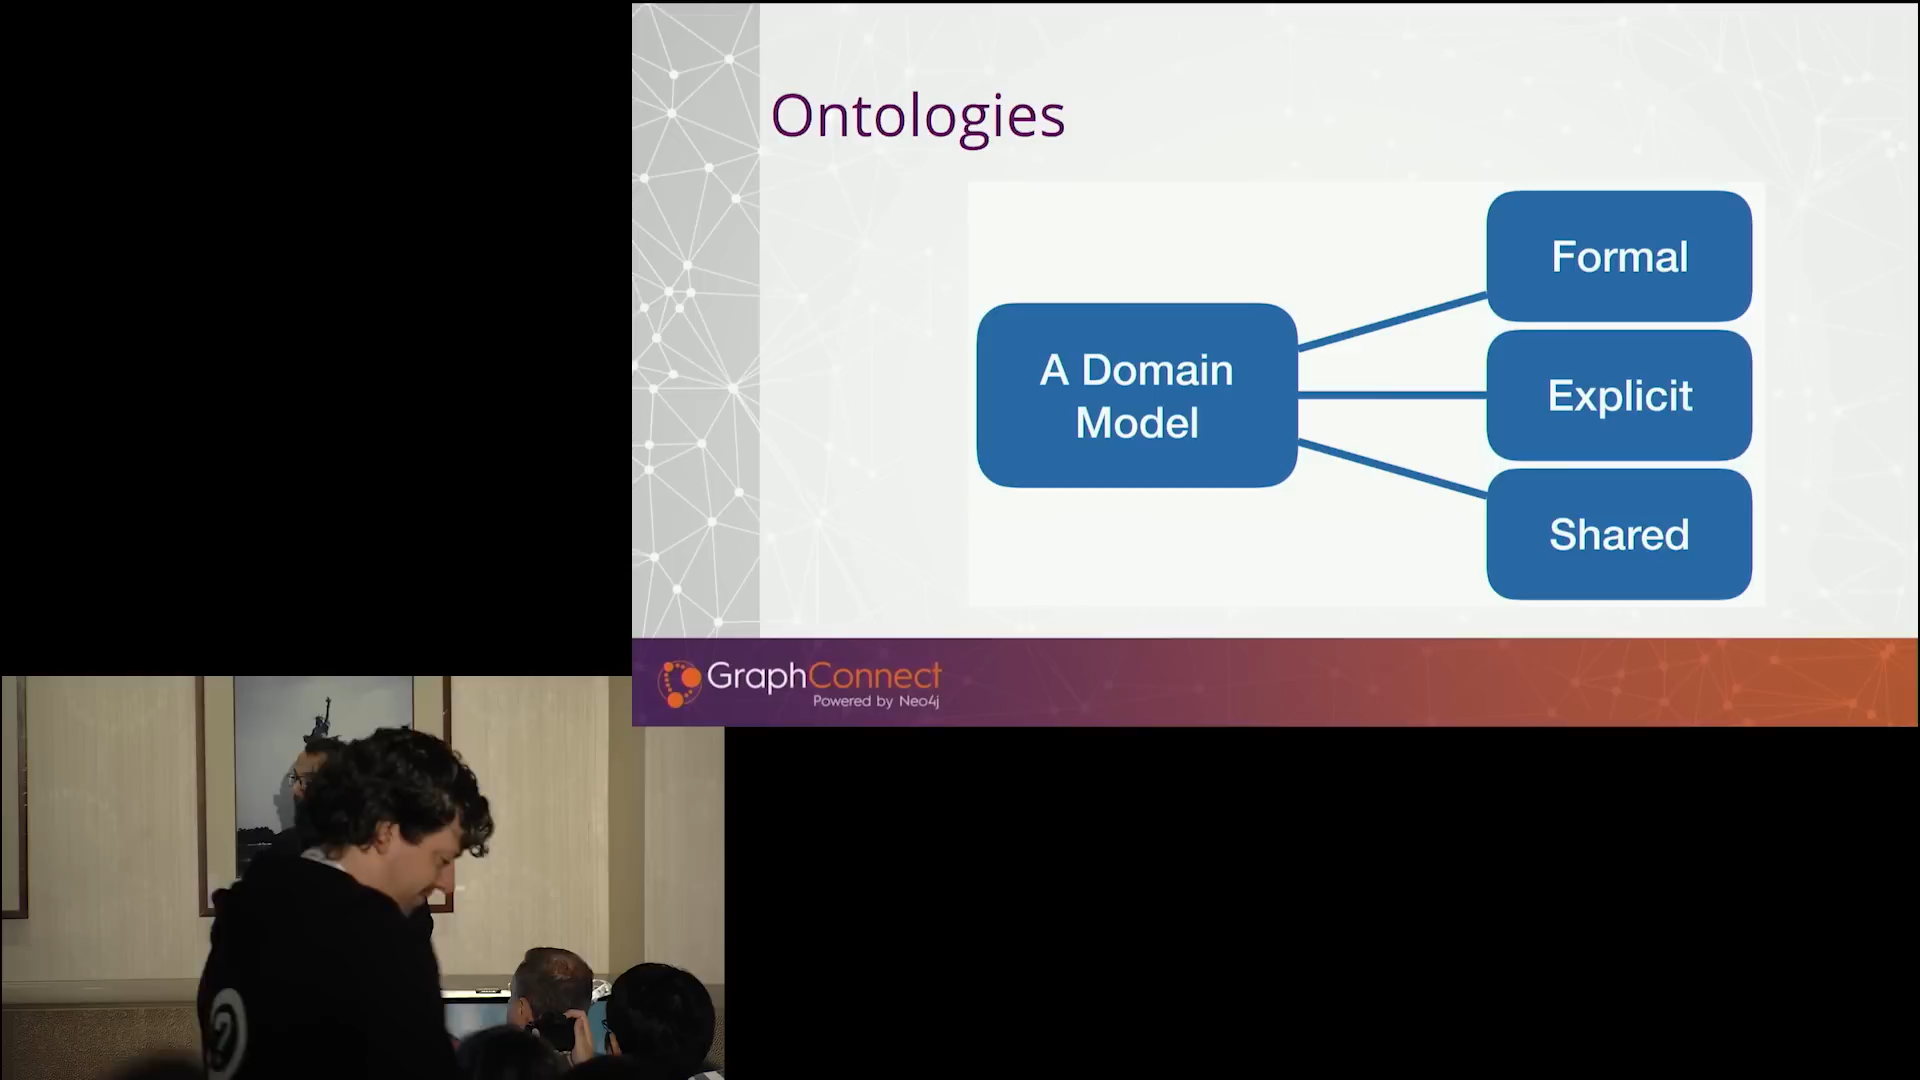 Ontologies
A Domain
Model
Formal
Explicit
Shared
GraphConnect
Powered by Neo4j
?